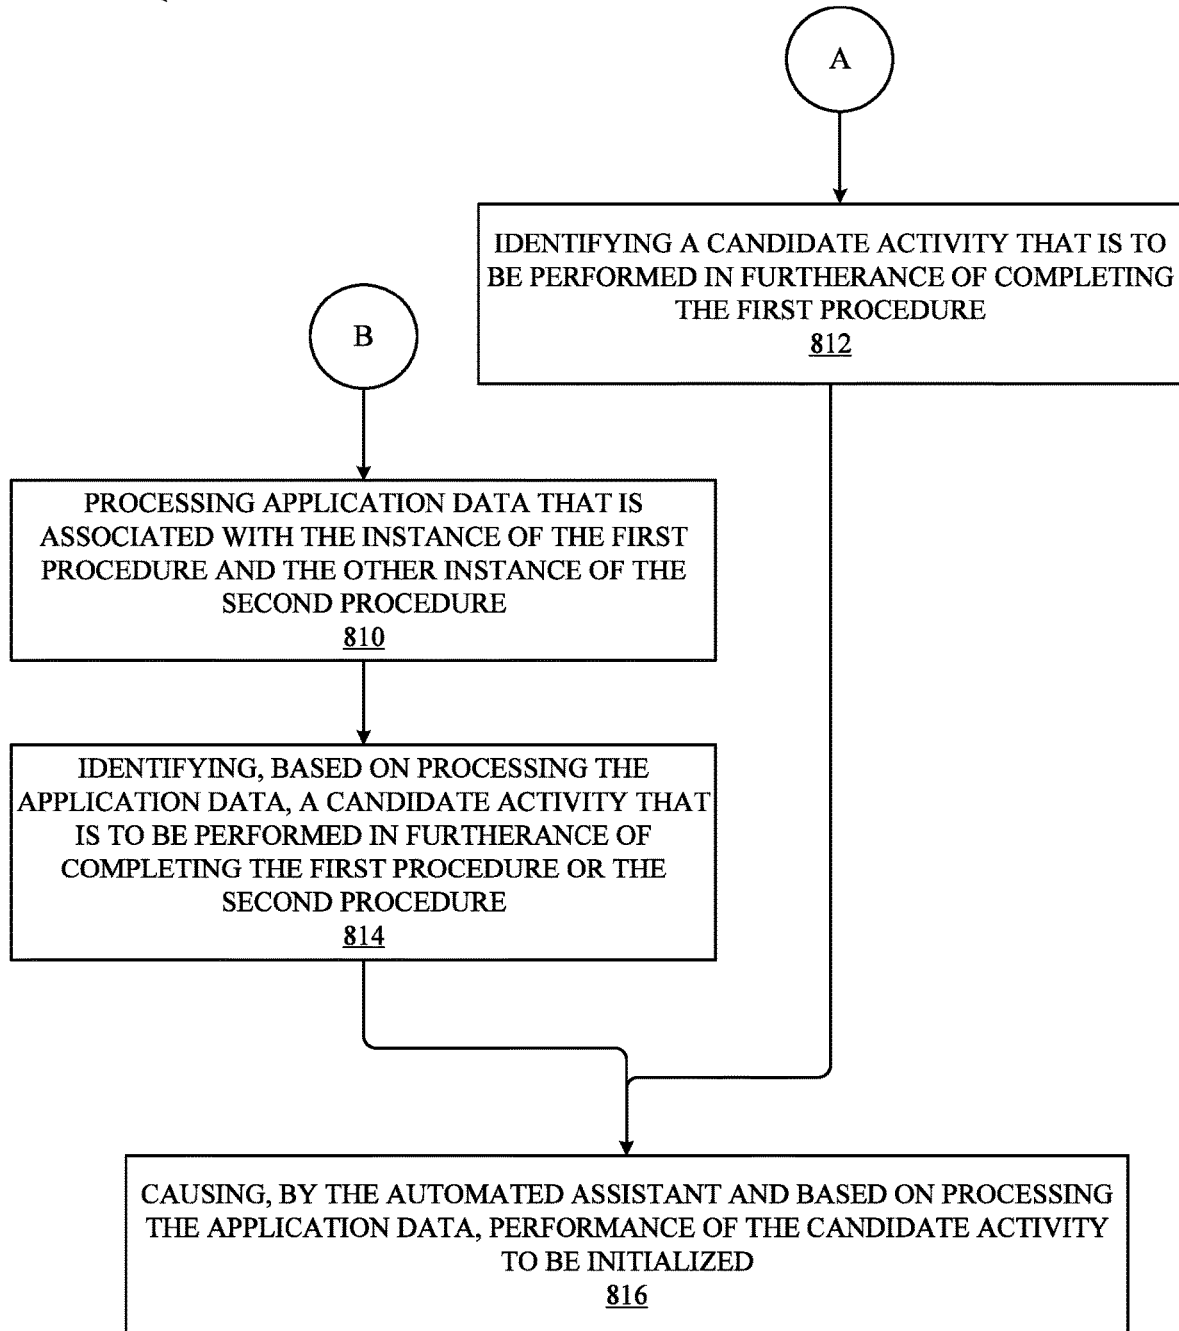 A
IDENTIFYING A CANDIDATE ACTIVITY THAT IS TO
BE PERFORMED IN FURTHERANCE OF COMPLETING
THE FIRST PROCEDURE
812
B
PROCESSING APPLICATION DATA THAT IS
ASSOCIATED WITH THE INSTANCE OF THE FIRST
PROCEDURE AND THE OTHER INSTANCE OF THE
SECOND PROCEDURE
810
IDENTIFYING, BASED ON PROCESSING THE
APPLICATION DATA, A CANDIDATE ACTIVITY THAT
IS TO BE PERFORMED IN FURTHERANCE OF
COMPLETING THE FIRST PROCEDURE OR THE
SECOND PROCEDURE
814
CAUSING, BY THE AUTOMATED ASSISTANT AND BASED ON PROCESSING
THE APPLICATION DATA, PERFORMANCE OF THE CANDIDATE ACTIVITY
TO BE INITIALIZED
816